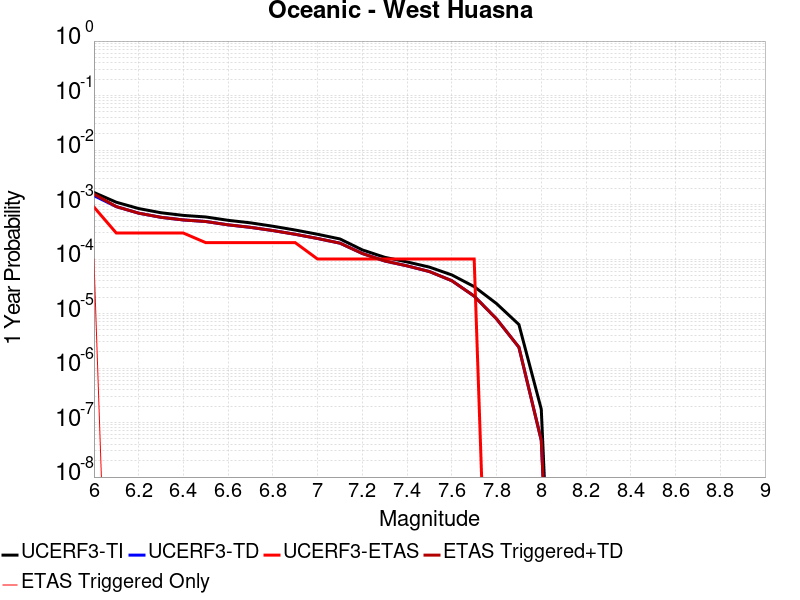 Oceanic - West Huasna
10^0
10^-1
10^-2
10^-3
10^-4
10^-5
10^-6
10^-7
10^-8
1 Year Probability
6 6.2 6.4 6.6 6.8 7 7.2 7.4 7.6 7.8 8 8.2 8.4 8.6 8.8 9
Magnitude
UCERF3-TI UCERF3-TD UCERF3-ETAS ETAS Triggered+TD
ETAS Triggered Only